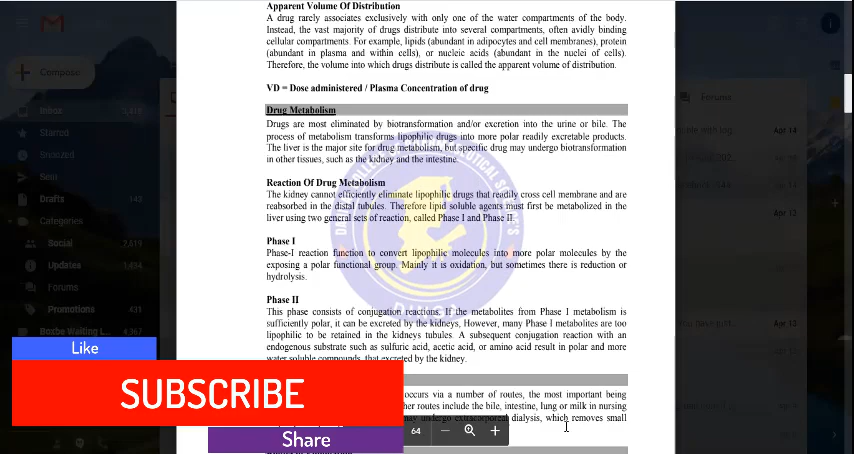 Apparent Volume Of Distribution
A drug rarely associates exclusively with only one of the water compartments of the body.
Instead, the vast majority of drugs distribute into several compartments, often avidly binding
cellular compartments. For example, lipids (abundant in adipocytes and cell membranes), protein
(abundant in plasma and within cells), or nucleic acids (abundant in the nuclei of cells).
Therefore, the volume into which drugs distribute is called the apparent volume of distribution.
VD = Dose administered / Plasma Concentration of drug
Drug Metabolism
Drugs are most eliminated by biotransformation and/or excretion into the urine or bile. The
process of metabolism transforms lipophilic drugs into more polar readily excretable products.
The liver is the major site for drug metabolism, but specific drug may undergo biotransformation
in other tissues, such as the kidney and the intestine.
Reaction Of Drug Metabolism
The kidney cannot efficiently eliminate lipophilic drugs that readily cross cell membrane and are
reabsorbed in the distal tubules. Therefore lipid soluble agents must first be metabolized in the
liver using two general sets of reaction, called Phase I and Phase II.
Phase I
Phase-I reaction function to convert lipophilic molecules into more polar molecules by the
exposing a polar functional group. Mainly it is oxidation, but sometimes there is reduction or
hydrolysis.
Phase II
This phase consists of conjugation reactions. If the metabolites from Phase I metabolism is
sufficiently polar, it can be excreted by the kidneys, However, many Phase I metabolites are too
lipophilic to be retained in the kidneys tubules. A subsequent conjugation reaction with an
endogenous substrate such as sulfuric acid, acetic acid, or amino acid result in polar and more
water soluble compounds, that excreted by the kidney.
occurs via a number of routes, the most important being
her routes include the bile, intestine, lung or milk in nursing
may undergo extracorporeal dialysis, which removes small
64
Like
SUBSCRIBE
Share
Gmail
Compose
Inbox
Starred
Snoozed
Sent
Drafts
Categories
Social
2,619
Updates
Forums
Promotions
Boxbe Waiting L...
4,367
Forums
Apr 14
Apr 13
Apr 13